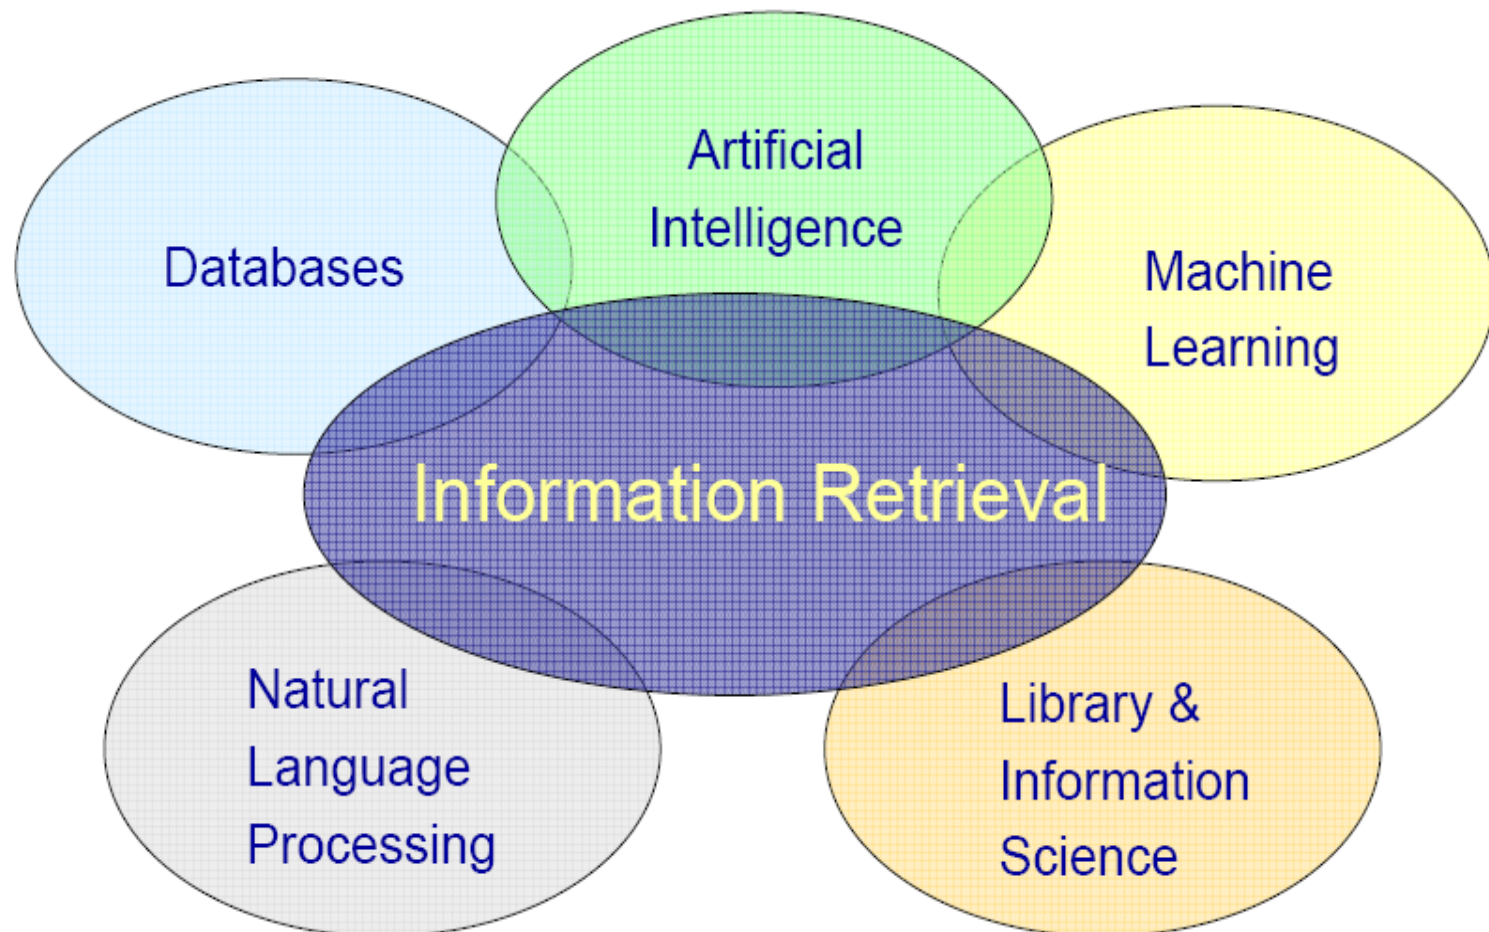 Artificial
Intelligence
Databases
Machine
Learning
Information Retrieval
Natural
Language
Processing
Library &
Information
Science